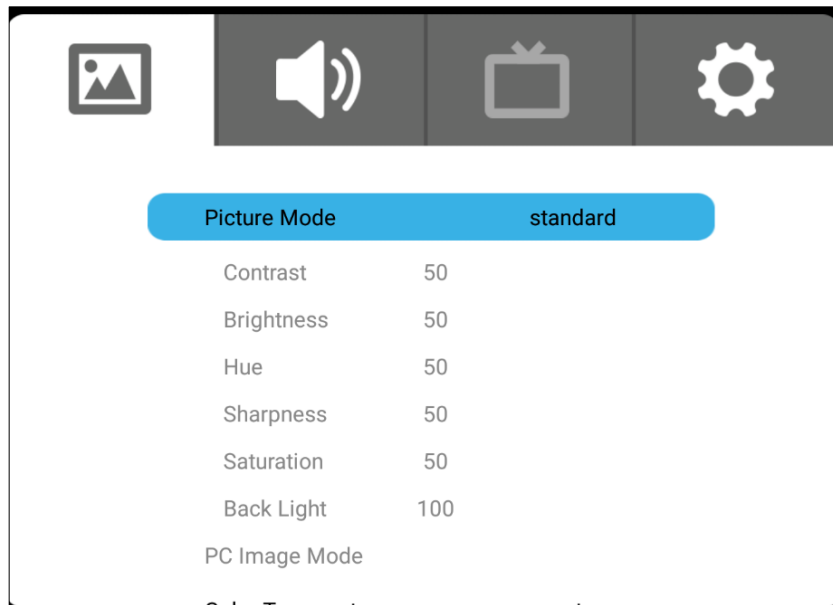 Picture Mode standard
Contrast 50
Brightness 50
Hue 50
Sharpness 50
Saturation 50
Back Light 100
PC Image Mode